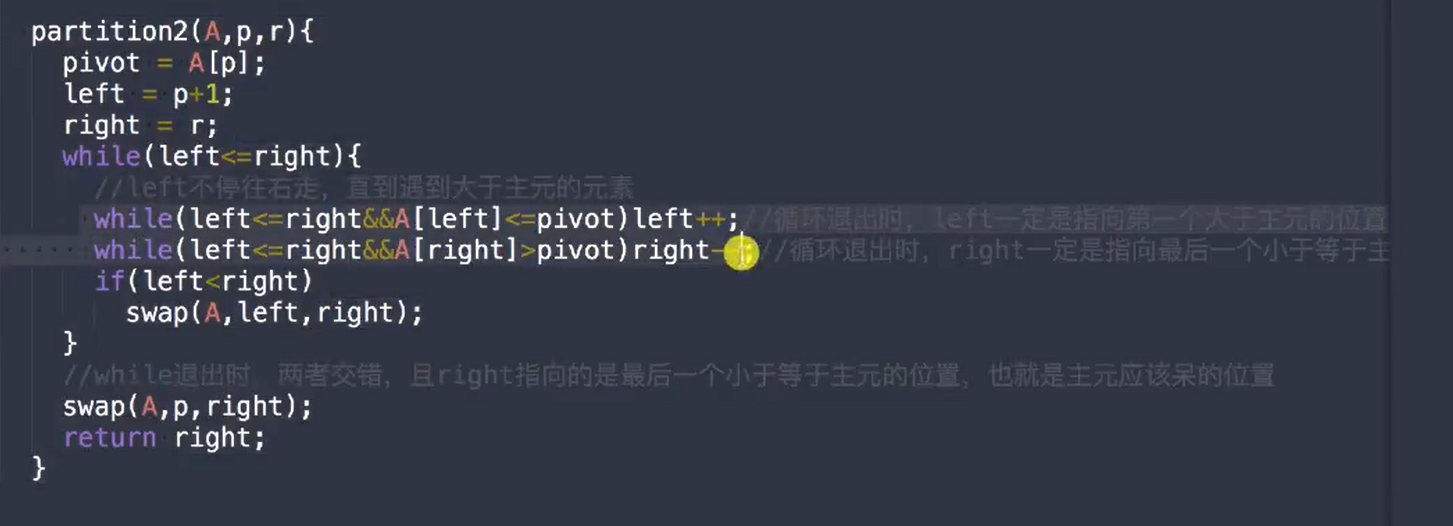 partition2(A,p,r){
pivot = A[p];
left = p+1;
right = r;
while(left<=right){
//left不停往右走，直到遇到大于主元的元素
while(left<=right&&A[left]<=pivot)left++;//循环退出时，left一定是指向第一个大于主元的位置
while(left<=right&&A[right]>pivot)right-//循环退出时，right一定是指向最后一个小于等于主
if(left<right)
swap(A,left,right);
}
//while退出时，两者交错，且right指向的是最后一个小于等于主元的位置，也就是主元应该呆的位置
swap(A,p,right);
return right;
}